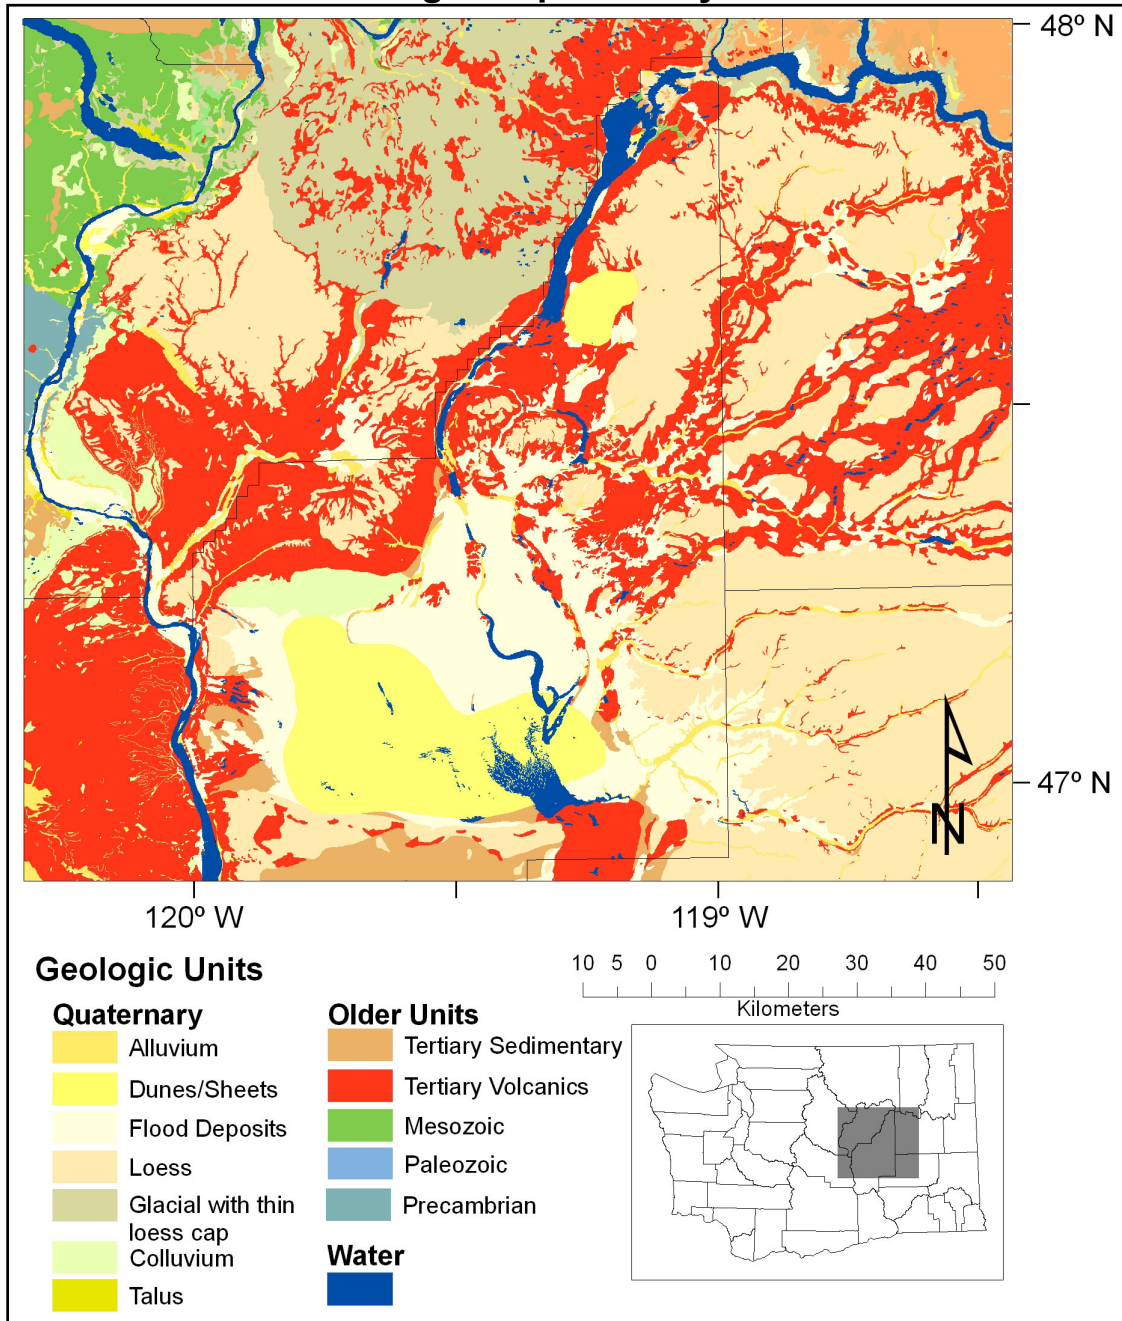 48º N
47º N
120º W
119º W
N
Geologic Units
Quaternary
Alluvium
Dunes/Sheets
Flood Deposits
Loess
Glacial with thin
loess cap
Colluvium
Talus
Older Units
Tertiary Sedimentary
Tertiary Volcanics
Mesozoic
Paleozoic
Precambrian
Water
10 5 0 10 20 30 40 50
Kilometers